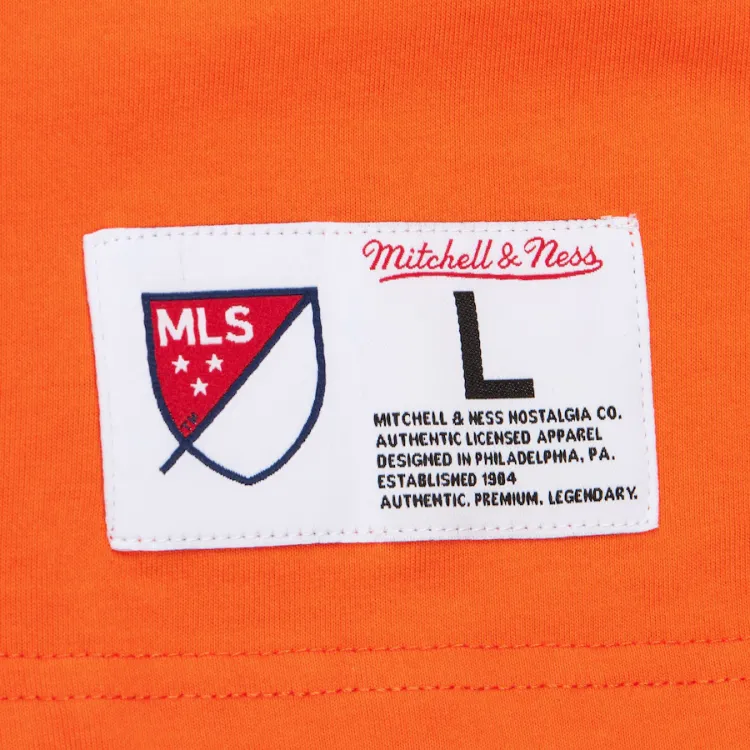 MLS
TM
Mitchell & Ness
L
MITCHELL & NESS NOSTALGIA CO.
AUTHENTIC LICENSED APPAREL
DESIGNED IN PHILADELPHIA, PA.
ESTABLISHED 1904
AUTHENTIC. PREMIUM. LEGENDARY.